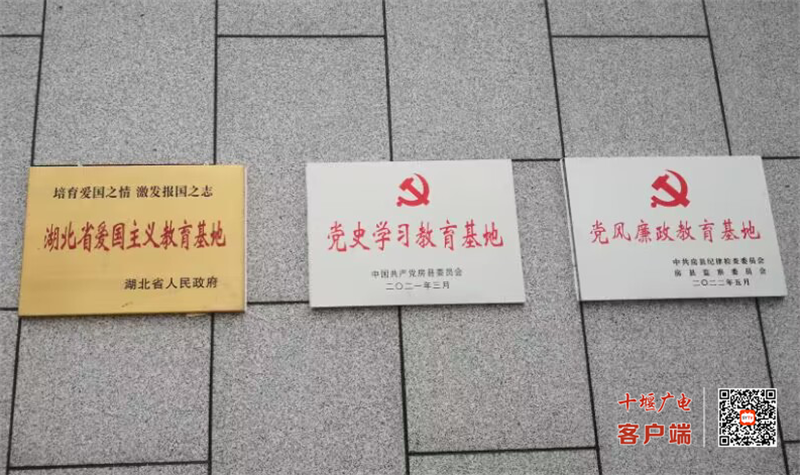 培育爱国之情 激发报国之志
湖北省爱国主义教育基地
湖北省人民政府
党史学习教育基地
中国共产党房县委员会
二〇二一年三月
党风廉政教育基地
中共房县纪律检查委员会
房县监察委员会
二〇二二年五月
十堰广电
客户端